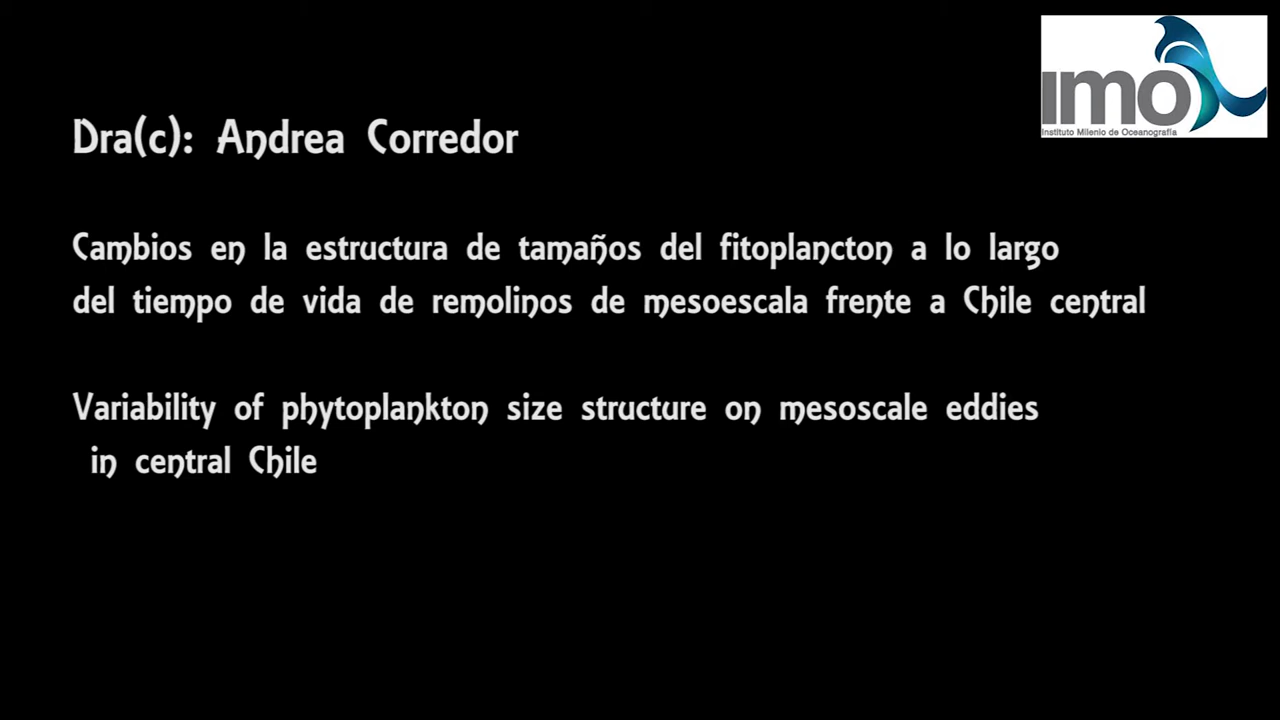 imo
Instituto Milenio de Oceanografía
Dra(c): Andrea Corredor
Cambios en la estructura de tamaños del fitoplancton a lo largo
del tiempo de vida de remolinos de mesoescala frente a Chile central
Variability of phytoplankton size structure on mesoscale eddies
in central Chile